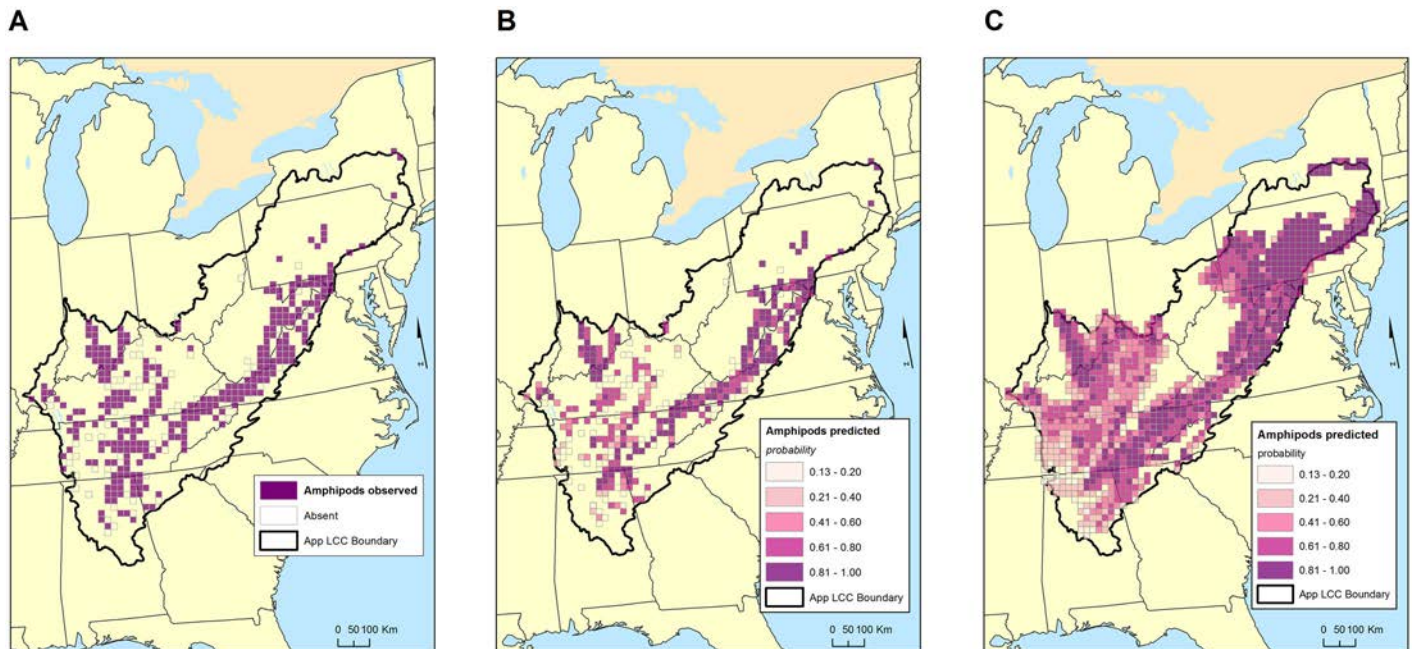 A
B
C
Amphipods observed
Absent
App LCC Boundary
0 50 100 Km
Amphipods predicted
probability
0.13 - 0.20
0.21 - 0.40
0.41 - 0.60
0.61 - 0.80
0.81 - 1.00
App LCC Boundary
0 50 100 Km
Amphipods predicted
probability
0.13 - 0.20
0.21 - 0.40
0.41 - 0.60
0.61 - 0.80
0.81 - 1.00
App LCC Boundary
0 50 100 Km